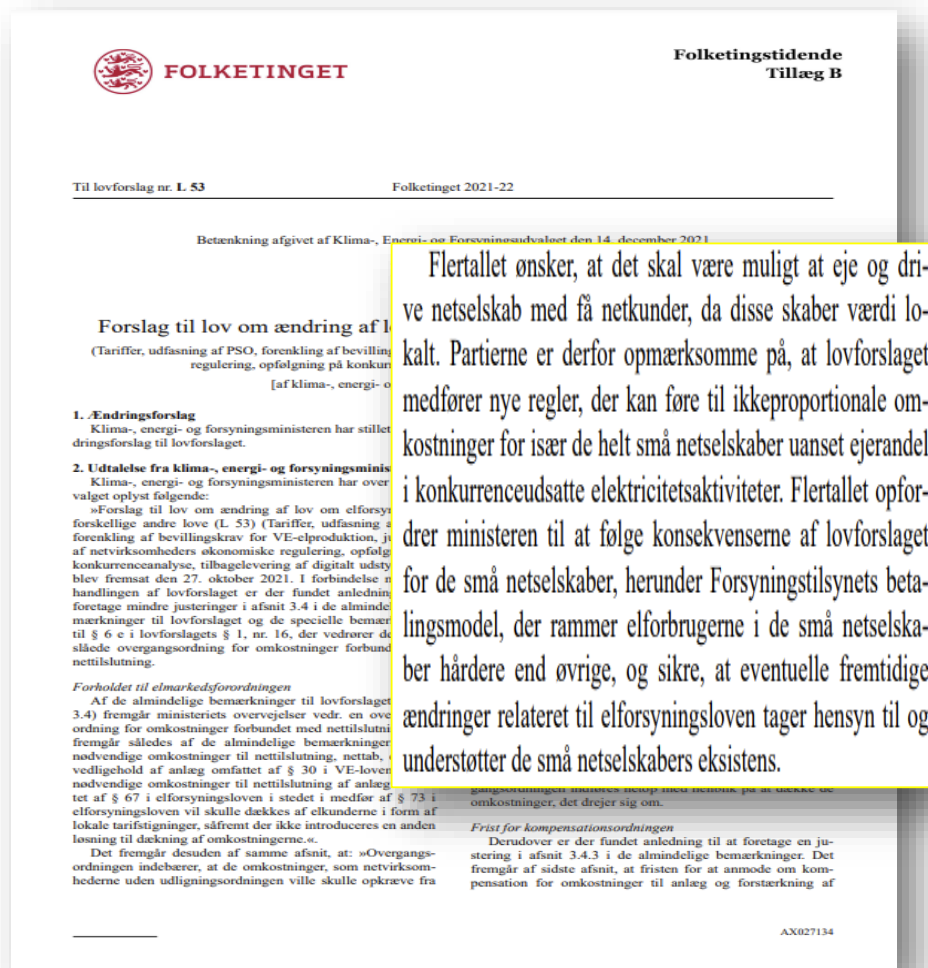 FOLKETINGET
Folketingstidende
Tillæg B
Til lovforslag nr. L 53
Folketinget 2021-22
Betænkning afgivet af Klima-, Energi- og Forsyningsudvalget den 14. december 2021
Forslag til lov om ændring af l
(Tariffer, udfasning af PSO, forenkling af bevilling
regulering, opfølgning på konkur
[af klima-, energi- o
1. Ændringsforslag
Klima-, energi- og forsyningsministeren har stillet
dringsforslag til lovforslaget.
2. Udtalelse fra klima-, energi- og forsyningsminis
Klima-, energi- og forsyningsministeren har over
valget oplyst følgende:
»Forslag til lov om ændring af lov om elforsyn
forskellige andre love (L 53) (Tariffer, udfasning a
forenkling af bevillingskrav for VE-elproduktion, ju
af netvirksomheders økonomiske regulering, opfølg
konkurrenceanalyse, tilbagelevering af digitalt udsty
blev fremsat den 27. oktober 2021. I forbindelse m
handlingen af lovforslaget er der fundet anledning
foretage mindre justeringer i afsnit 3.4 i de alminde
mærkninger til lovforslaget og de specielle bemær
til § 6 e i lovforslagets § 1, nr. 16, der vedrører de
slåede overgangsordning for omkostninger forbund
nettilslutning.
Forholdet til elmarkedsforordningen
Af de almindelige bemærkninger til lovforslaget
3.4) fremgår ministeriets overvejelser vedr. en ove
ordning for omkostninger forbundet med nettilslutni
fremgår således af de almindelige bemærkninger
nødvendige omkostninger til nettilslutning, nettab,
vedligehold af anlæg omfattet af § 30 i VE-loven
nødvendige omkostninger til nettilslutning af anlæg
tet af § 67 i elforsyningsloven i stedet i medfør af § 73 i
elforsyningsloven vil skulle dækkes af elkunderne i form af
lokale tarifstigninger, såfremt der ikke introduceres en anden
løsning til dækning af omkostningerne.«.
Det fremgår desuden af samme afsnit, at: »Overgangs-
ordningen indebærer, at de omkostninger, som netvirksom-
hederne uden udligningsordningen ville skulle opkræve fra
Flertallet ønsker, at det skal være muligt at eje og dri-
ve netselskab med få netkunder, da disse skaber værdi lo-
kalt. Partierne er derfor opmærksomme på, at lovforslaget
medfører nye regler, der kan føre til ikkeproportionale om-
kostninger for især de helt små netselskaber uanset ejerandel
i konkurrenceudsatte elektricitetsaktiviteter. Flertallet opfor-
drer ministeren til at følge konsekvenserne af lovforslaget
for de små netselskaber, herunder Forsyningstilsynets beta-
lingsmodel, der rammer elforbrugerne i de små netselska-
ber hårdere end øvrige, og sikre, at eventuelle fremtidige
ændringer relateret til elforsyningsloven tager hensyn til og
understøtter de små netselskabers eksistens.
gangsordningen indføres netop med henblik på at dække de
omkostninger, det drejer sig om.
Frist for kompensationsordningen
Derudover er der fundet anledning til at foretage en ju-
stering i afsnit 3.4.3 i de almindelige bemærkninger. Det
fremgår af sidste afsnit, at fristen for at anmode om kom-
pensation for omkostninger til anlæg og forstærkning af
AX027134